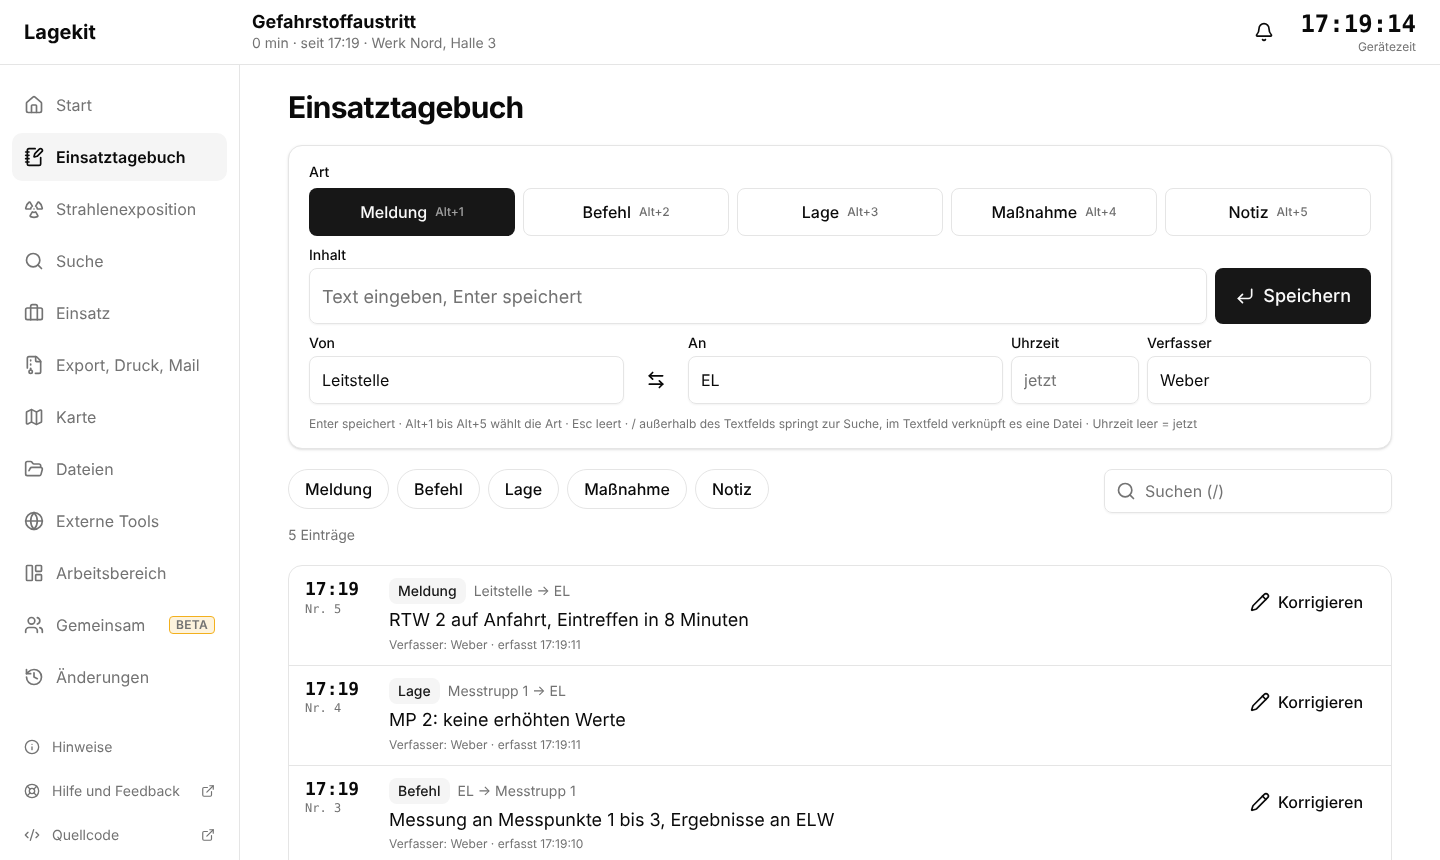 Lagekit
Gefahrstoffaustritt
0 min · seit 17:19 · Werk Nord, Halle 3
17:19:14
Gerätezeit
Start
Einsatztagebuch
Strahlenexposition
Suche
Einsatz
Export, Druck, Mail
Karte
Dateien
Externe Tools
Arbeitsbereich
Gemeinsam BETA
Änderungen
Hinweise
Hilfe und Feedback
Quellcode
Einsatztagebuch
Art
Meldung Alt+1 Befehl Alt+2 Lage Alt+3 Maßnahme Alt+4 Notiz Alt+5
Inhalt
Text eingeben, Enter speichert Speichern
Von An Uhrzeit Verfasser
Leitstelle EL jetzt Weber
Enter speichert · Alt+1 bis Alt+5 wählt die Art · Esc leert · / außerhalb des Textfelds springt zur Suche, im Textfeld verknüpft es eine Datei · Uhrzeit leer = jetzt
Meldung Befehl Lage Maßnahme Notiz Suchen (/)
5 Einträge
17:19 Meldung Leitstelle → EL
Nr. 5
RTW 2 auf Anfahrt, Eintreffen in 8 Minuten
Verfasser: Weber · erfasst 17:19:11
Korrigieren
17:19 Lage Messtrupp 1 → EL
Nr. 4
MP 2: keine erhöhten Werte
Verfasser: Weber · erfasst 17:19:11
Korrigieren
17:19 Befehl EL → Messtrupp 1
Nr. 3
Messung an Messpunkte 1 bis 3, Ergebnisse an ELW
Verfasser: Weber · erfasst 17:19:10
Korrigieren